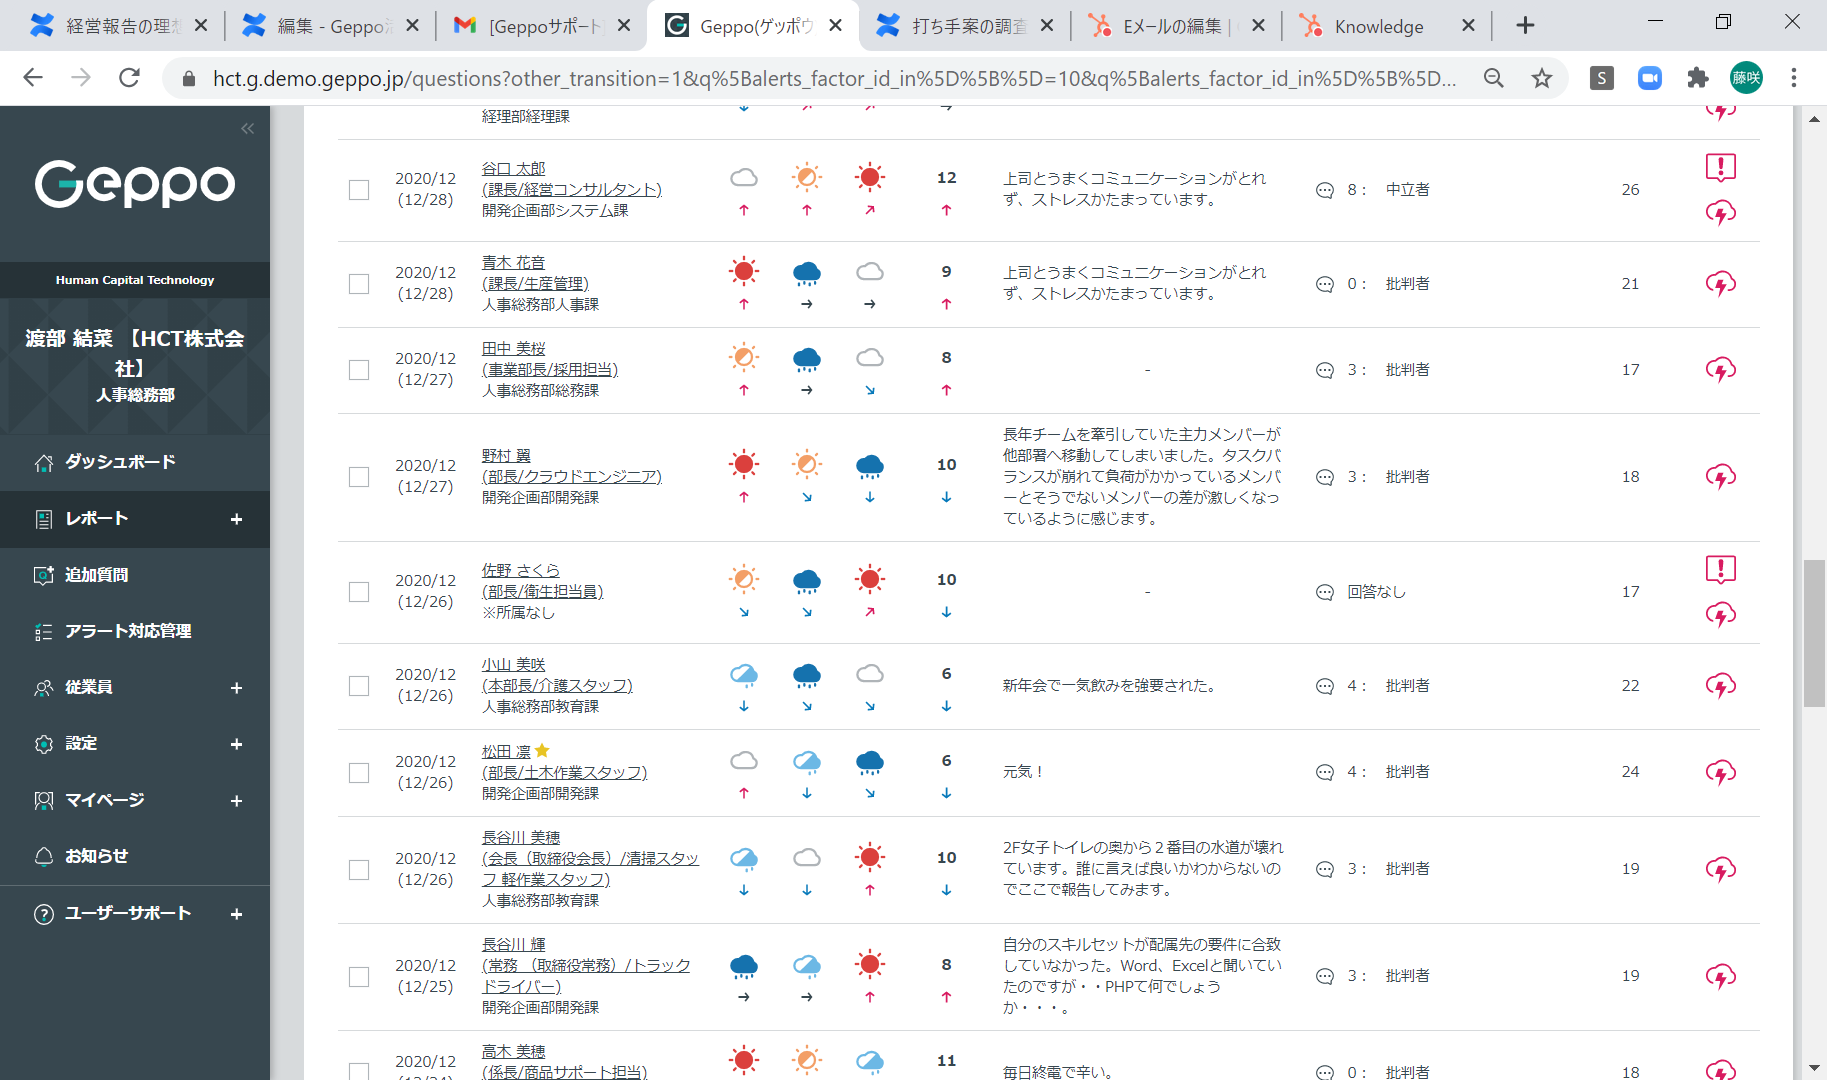 経営報告の理想
編集 - Geppo活
[Geppoサポート
Geppo(ゲッポウ
打ち手案の調査
Eメールの編集 |
Knowledge
hct.g.demo.geppo.jp/questions?other_transition=1&q%5Balerts_factor_id_in%5D%5B%5D=10&q%5Balerts_factor_id_in%5D%5B%5D...
S
藤咲
Geppo
Human Capital Technology
渡部 結菜 【HCT株式会
社】
人事総務部
ダッシュボード
レポート +
追加質問
アラート対応管理
従業員 +
設定 +
マイページ +
お知らせ
ユーザーサポート +
経理部経理課
2020/12
(12/28)
谷口 太郎
(課長/経営コンサルタント)
開発企画部システム課
12
上司とうまくコミュニケーションがとれ
ず、ストレスがたまっています。
8： 中立者
26
2020/12
(12/28)
青木 花音
(課長/生産管理)
人事総務部人事課
9
上司とうまくコミュニケーションがとれ
ず、ストレスがたまっています。
0： 批判者
21
2020/12
(12/27)
田中 美桜
(事業部長/採用担当)
人事総務部総務課
8
-
3： 批判者
17
2020/12
(12/27)
野村 翼
(部長/クラウドエンジニア)
開発企画部開発課
10
長年チームを牽引していた主力メンバーが
他部署へ移動してしまいました。タスクバ
ランスが崩れて負荷がかかっているメンバ
ーとそうでないメンバーの差が激しくなっ
ているように感じます。
3： 批判者
18
2020/12
(12/26)
佐野 さくら
(部長/衛生担当員)
※所属なし
10
-
回答なし
17
2020/12
(12/26)
小山 美咲
(本部長/介護スタッフ)
人事総務部教育課
6
新年会で一気飲みを強要された。
4： 批判者
22
2020/12
(12/26)
松田 凛
(部長/土木作業スタッフ)
開発企画部開発課
6
元気！
4： 批判者
24
2020/12
(12/26)
長谷川 美穂
(会長（取締役会長）/清掃スタッ
フ 軽作業スタッフ)
人事総務部教育課
10
2F女子トイレの奥から２番目の水道が壊れ
ています。誰に言えば良いかわからないの
でここで報告してみます。
3： 批判者
19
2020/12
(12/25)
長谷川 輝
(常務 （取締役常務）/トラック
ドライバー)
開発企画部開発課
8
自分のスキルセットが配属先の要件に合致
していなかった。Word、Excelと聞いてい
たのですが・・PHPて何でしょう
か・・・。
3： 批判者
19
2020/12
(12/24)
高木 美穂
(係長/商品サポート担当)
11
毎日終電で辛い。
0： 批判者
18